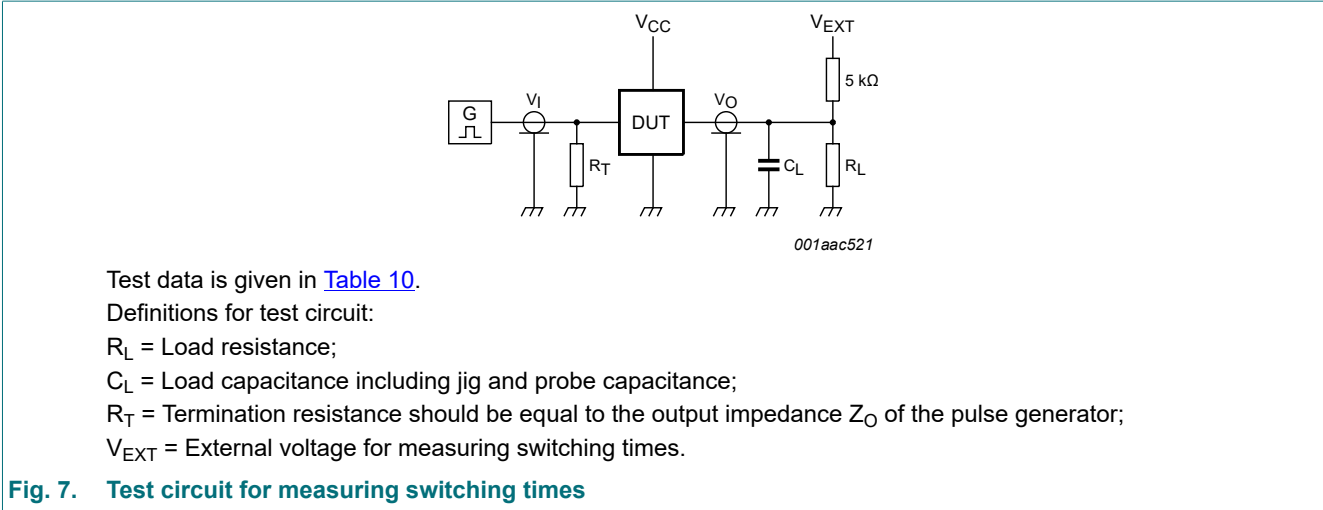 VCC
VEXT
5 kΩ
G
VI
RT
DUT
VO
CL
RL
001aac521
Test data is given in Table 10.
Definitions for test circuit:
RL = Load resistance;
CL = Load capacitance including jig and probe capacitance;
RT = Termination resistance should be equal to the output impedance ZO of the pulse generator;
VEXT = External voltage for measuring switching times.
Fig. 7. Test circuit for measuring switching times